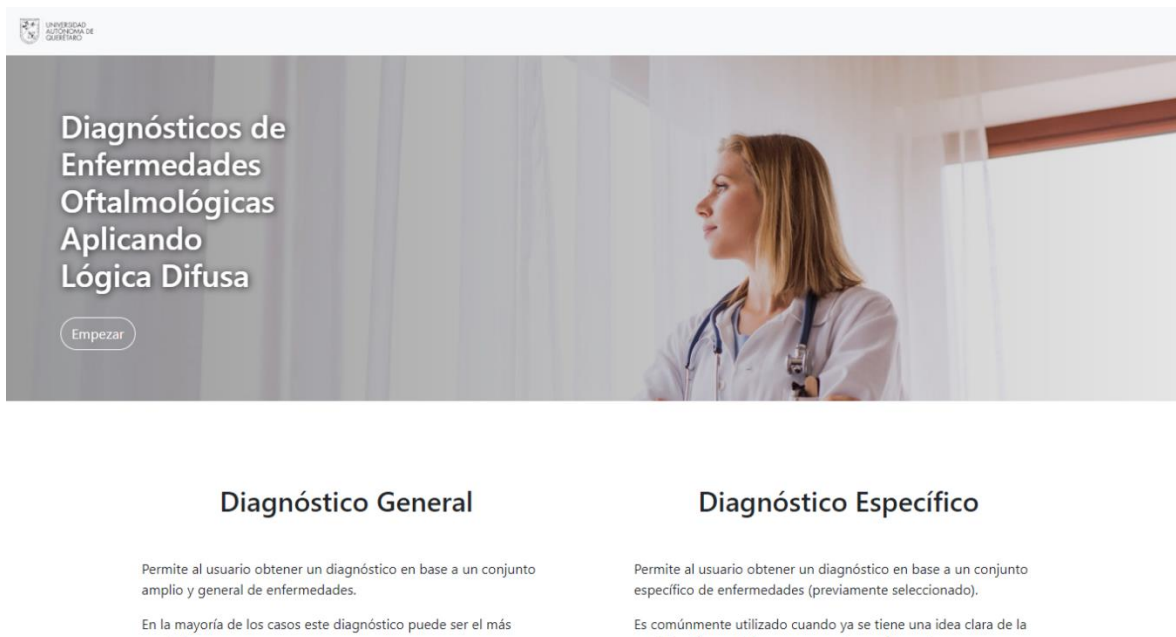 UNIVERSIDAD
AUTÓNOMA DE
QUERÉTARO
Diagnósticos de
Enfermedades
Oftalmológicas
Aplicando
Lógica Difusa
Empezar
Diagnóstico General
Permite al usuario obtener un diagnóstico en base a un conjunto
amplio y general de enfermedades.
En la mayoría de los casos este diagnóstico puede ser el más
Diagnóstico Específico
Permite al usuario obtener un diagnóstico en base a un conjunto
específico de enfermedades (previamente seleccionado).
Es comúnmente utilizado cuando ya se tiene una idea clara de la